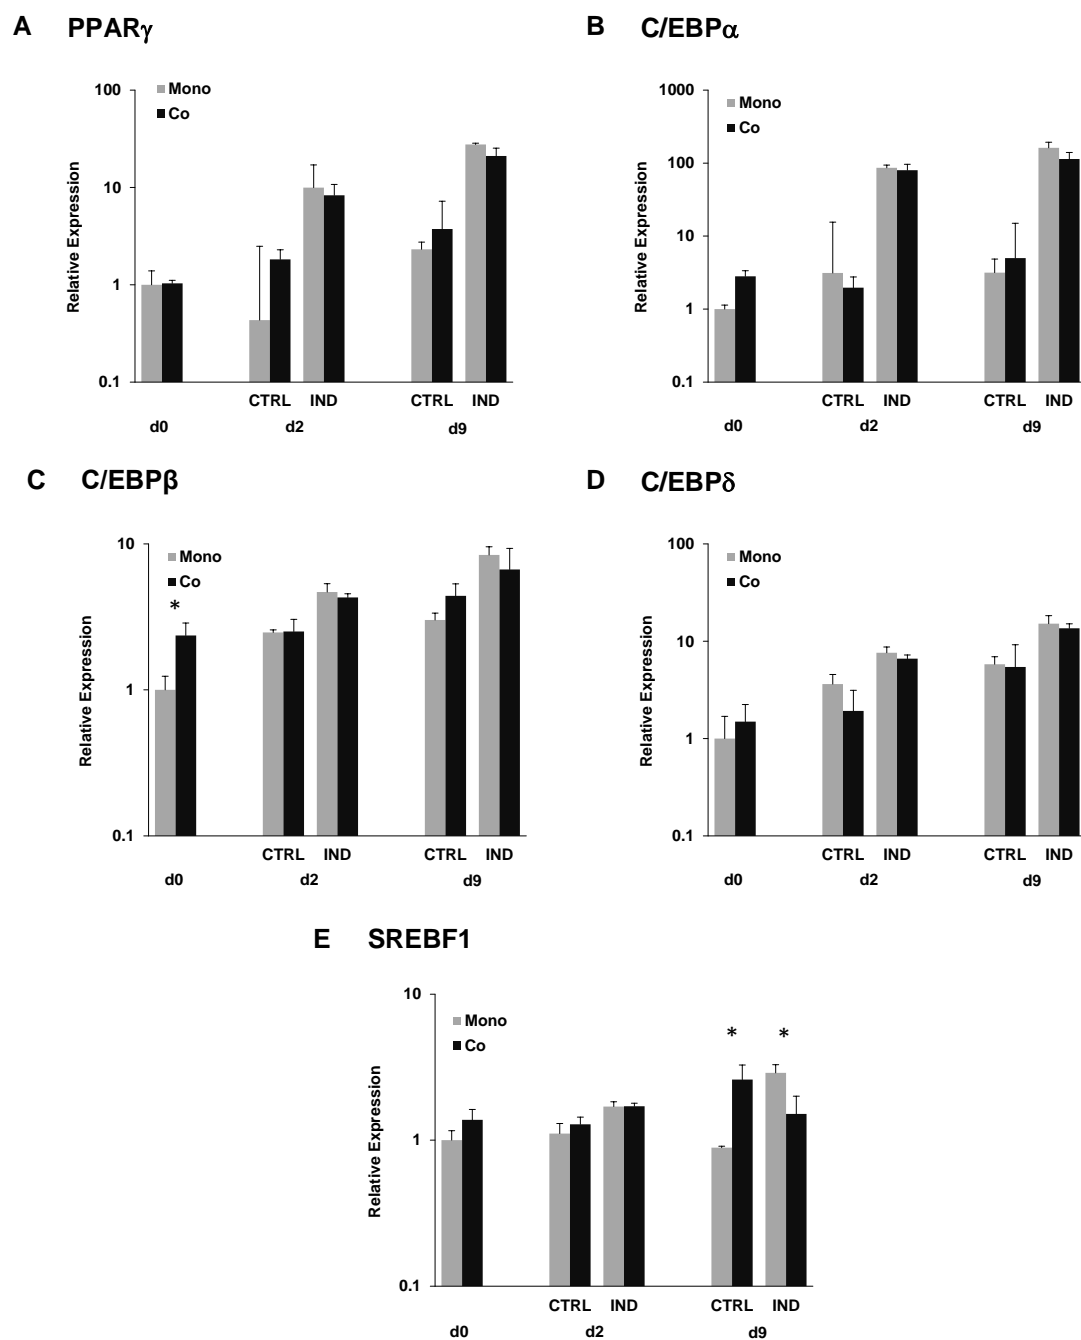 A PPARγ
100
10
1
0.1
Relative Expression
Mono
Co
CTRL IND CTRL IND
d0 d2 d9
B C/EBPα
1000
100
10
1
0.1
Relative Expression
Mono
Co
CTRL IND CTRL IND
d0 d2 d9
C C/EBPβ
10
1
0.1
Relative Expression
Mono
Co
*
CTRL IND CTRL IND
d0 d2 d9
D C/EBPδ
100
10
1
0.1
Relative Expression
Mono
Co
CTRL IND CTRL IND
d0 d2 d9
E SREBF1
10
1
0.1
Relative Expression
Mono
Co
* *
CTRL IND CTRL IND
d0 d2 d9